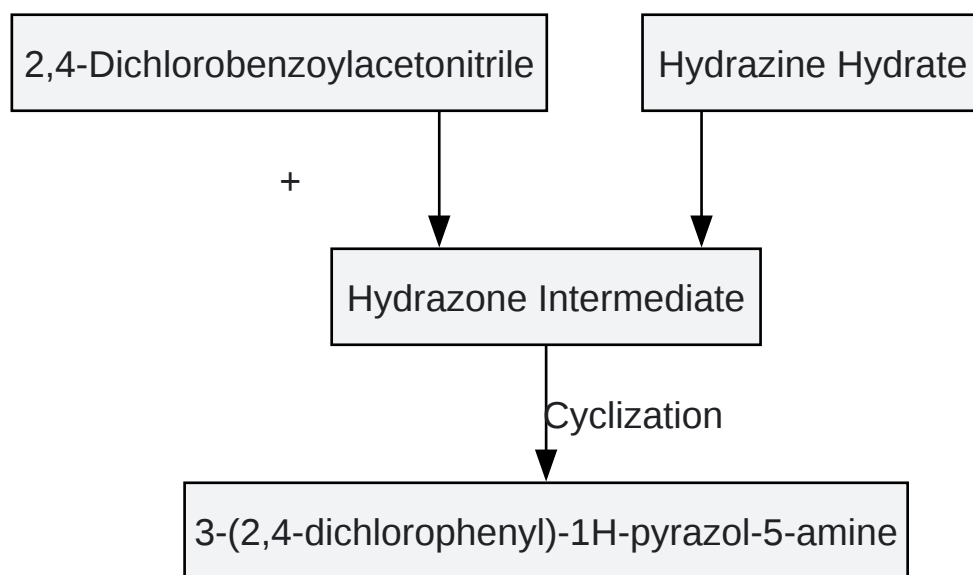 2,4-Dichlorobenzoylacetonitrile
Hydrazine Hydrate
+
Hydrazone Intermediate
Cyclization
3-(2,4-dichlorophenyl)-1H-pyrazol-5-amine